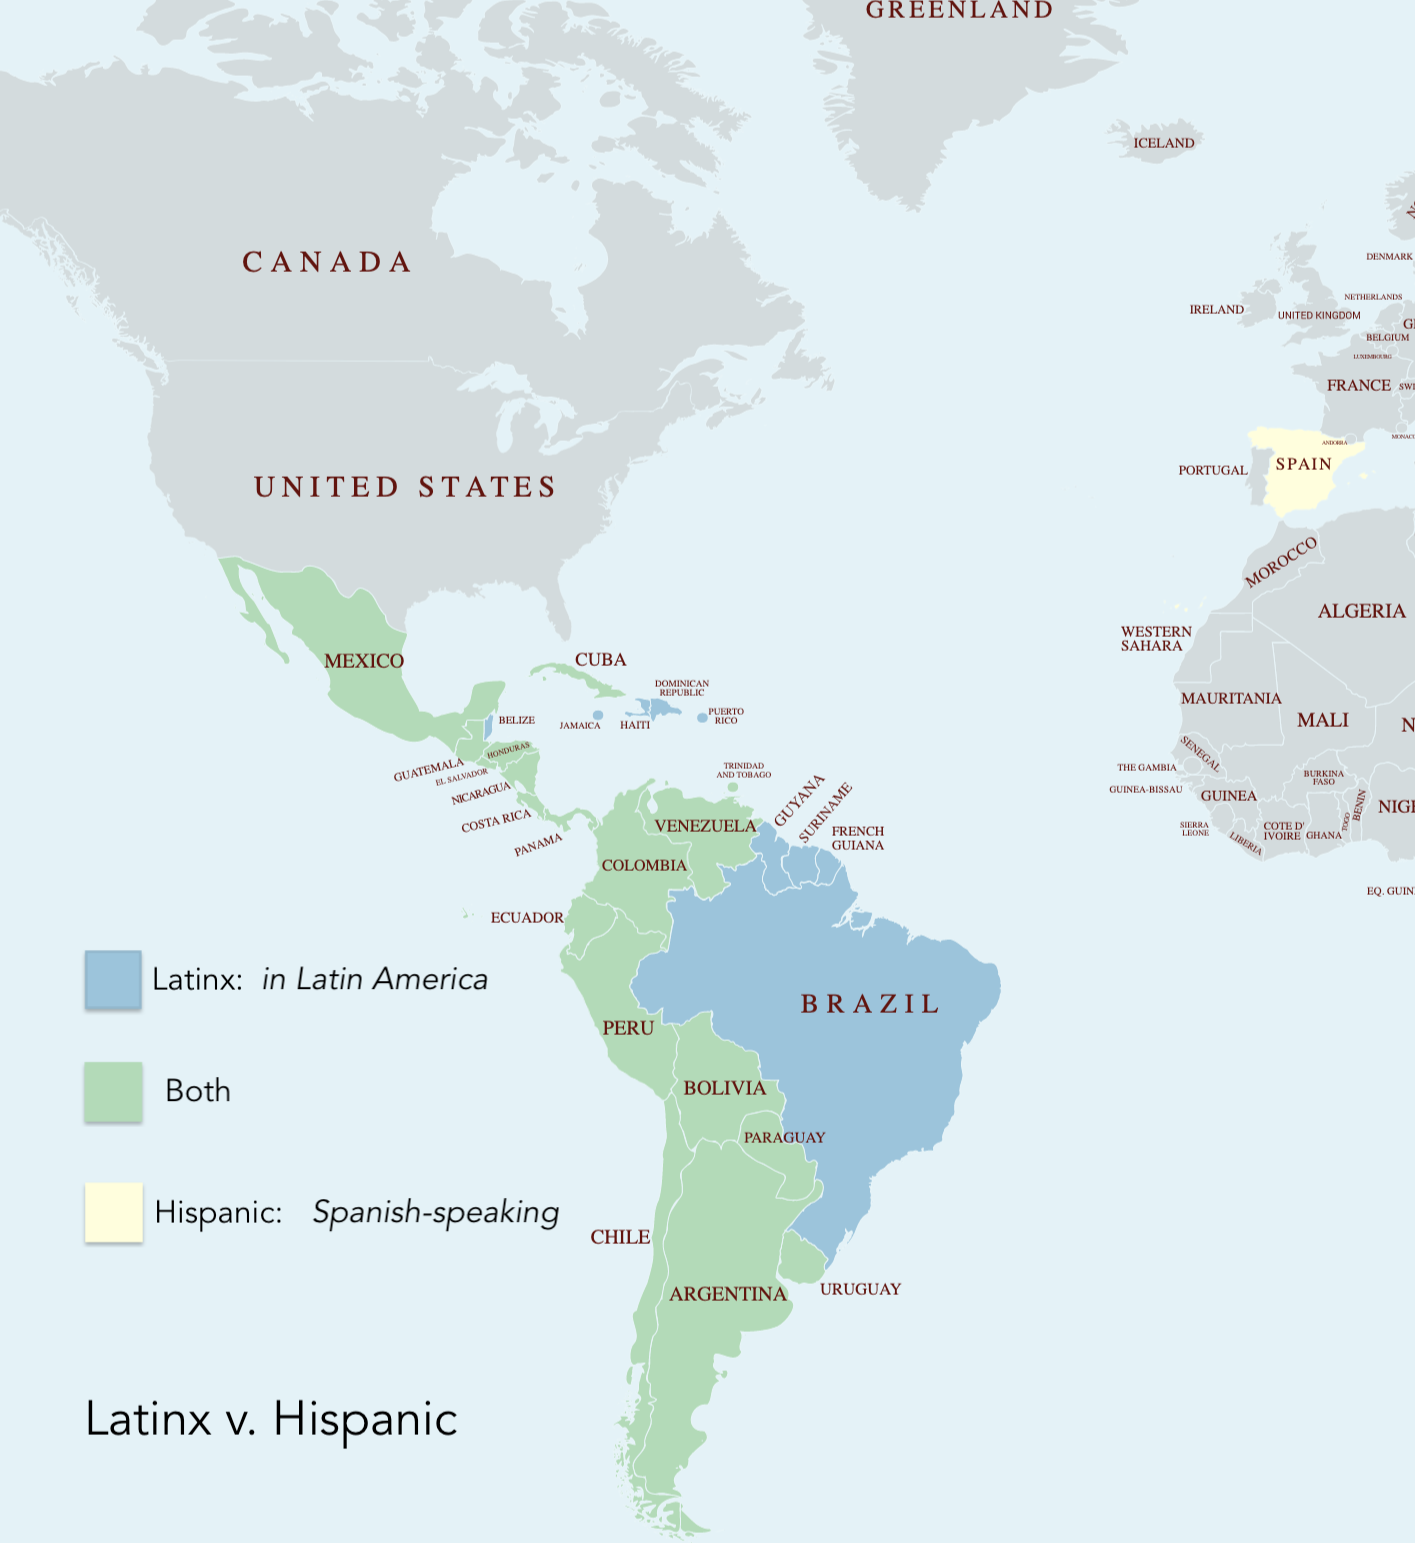 GREENLAND
ICELAND
CANADA
DENMARK
NETHERLANDS
IRELAND
UNITED KINGDOM
BELGIUM
LUXEMBOURG
FRANCE
ANDORRA
UNITED STATES
PORTUGAL
SPAIN
MOROCCO
ALGERIA
WESTERN
SAHARA
MEXICO
CUBA
DOMINICAN
REPUBLIC
BELIZE
JAMAICA
HAITI
PUERTO
RICO
MAURITANIA
MALI
HONDURAS
GUATEMALA
EL SALVADOR
NICARAGUA
COSTA RICA
PANAMA
TRINIDAD
AND TOBAGO
GUYANA
SURINAME
FRENCH
GUIANA
SENEGAL
THE GAMBIA
GUINEA-BISSAU
GUINEA
SIERRA
LEONE
LIBERIA
COTE D'
IVOIRE
BURKINA
FASO
GHANA
TOGO
BENIN
VENEZUELA
COLOMBIA
ECUADOR
Latinx: in Latin America
BRAZIL
PERU
Both
BOLIVIA
PARAGUAY
Hispanic: Spanish-speaking
CHILE
ARGENTINA
URUGUAY
Latinx v. Hispanic